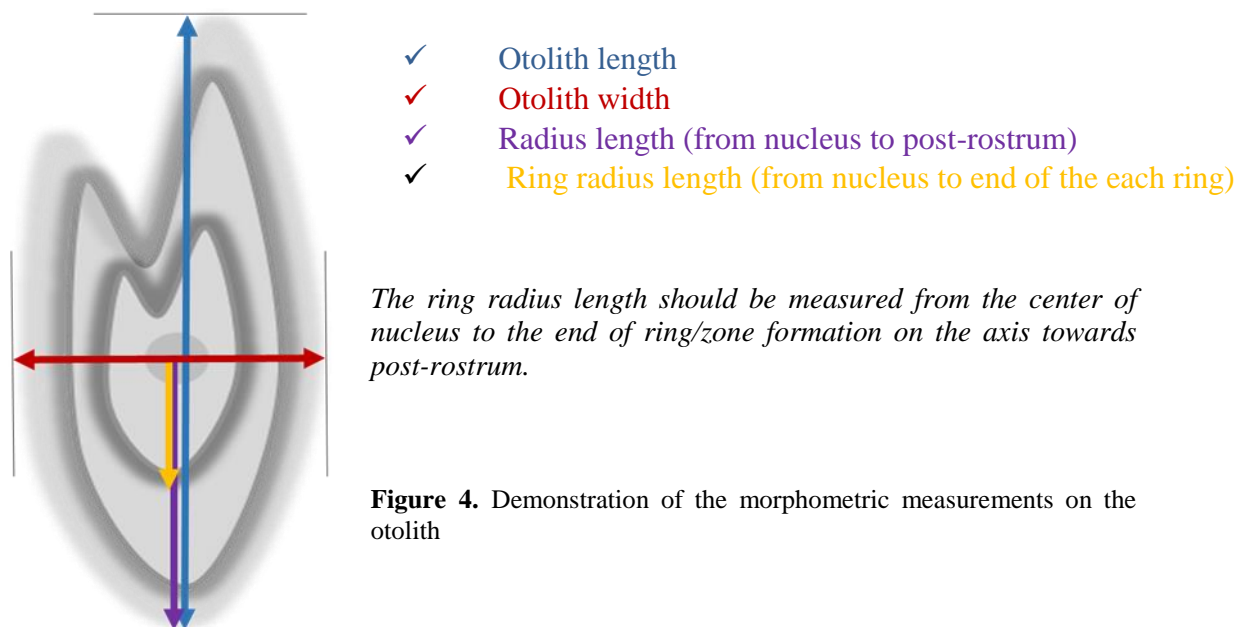 ✓ Otolith length
✓ Otolith width
✓ Radius length (from nucleus to post-rostrum)
✓ Ring radius length (from nucleus to end of the each ring)
The ring radius length should be measured from the center of
nucleus to the end of ring/zone formation on the axis towards
post-rostrum.
Figure 4. Demonstration of the morphometric measurements on the
otolith